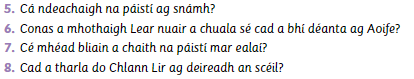 5. Cá ndeachaigh na páistí ag snámh?
6. Conas a mhothaigh Lear nuair a chuala sé cad a bhí déanta ag Aoife?
7. Cé mhéad bliain a chaith na páistí mar ealaí?
8. Cad a tharla do Chlann Lir ag deireadh an scéil?